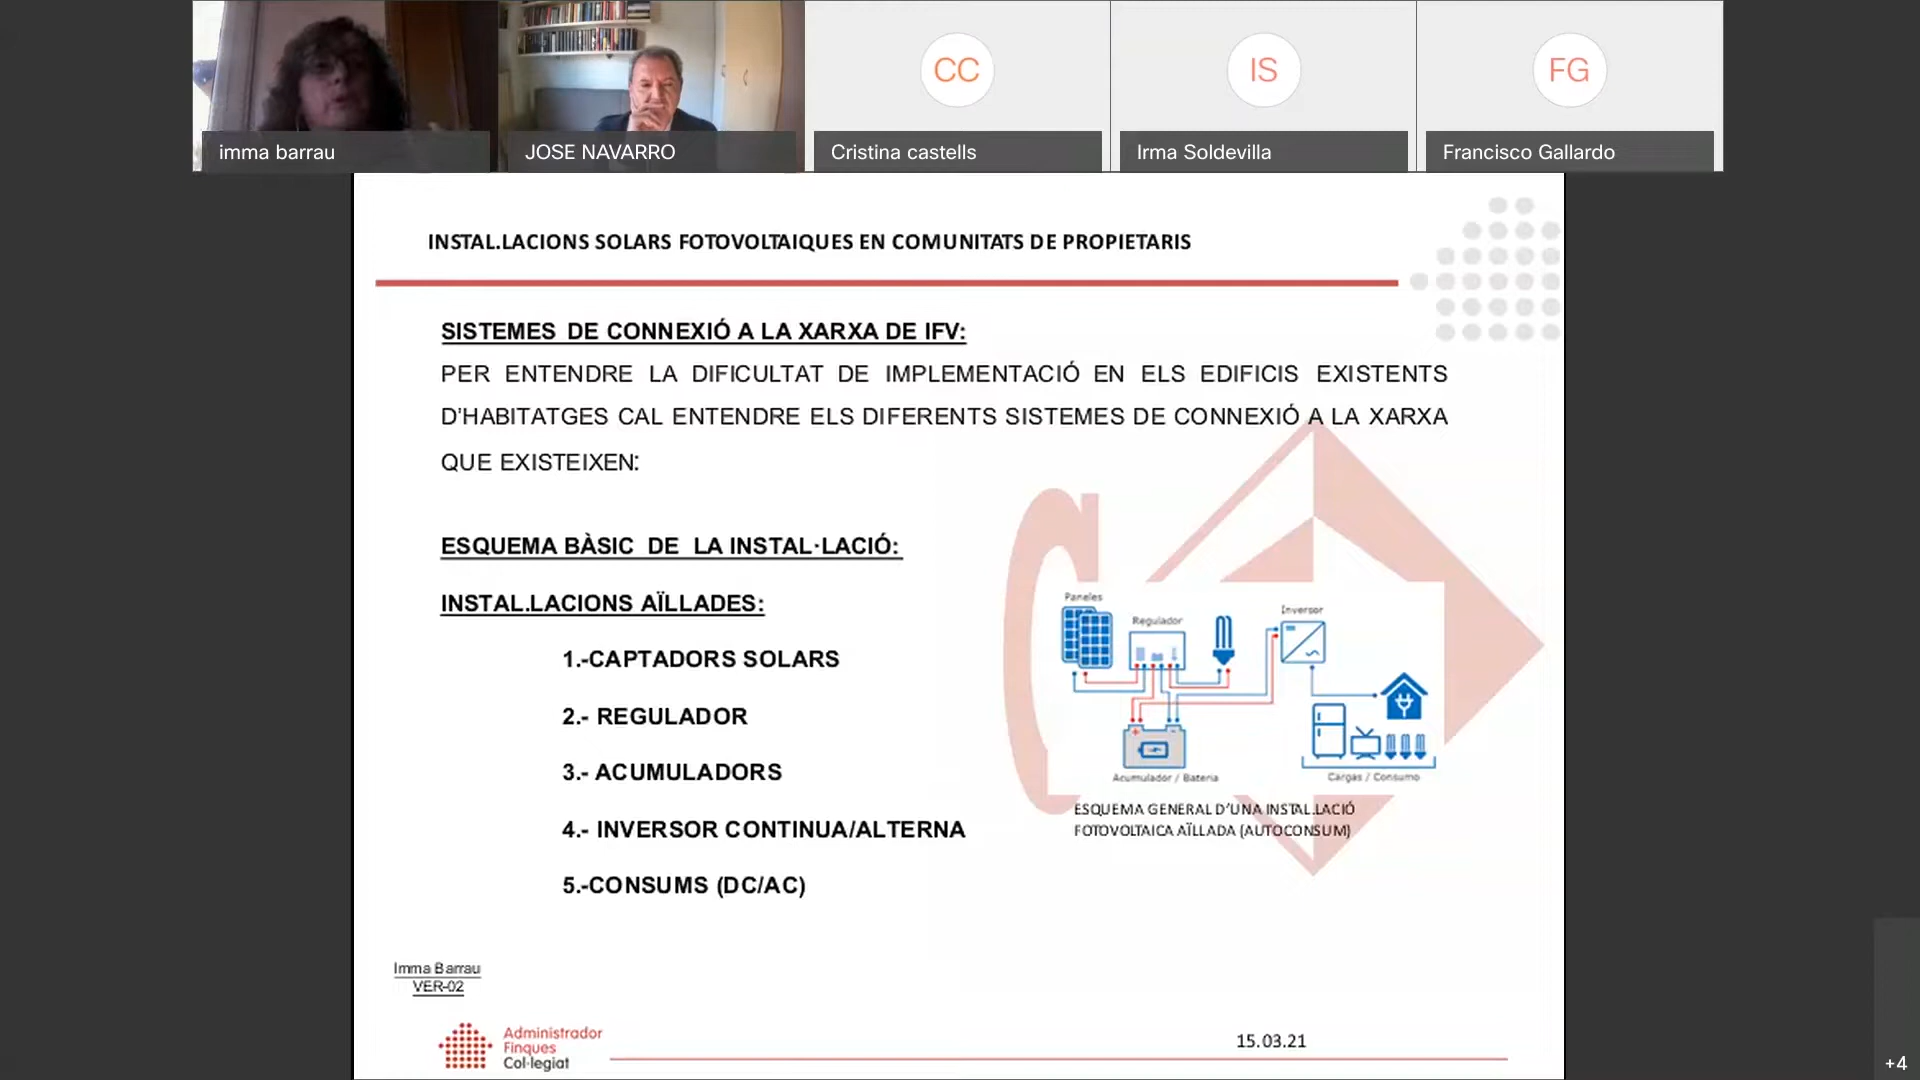 CC
IS
FG
imma barrau
JOSE NAVARRO
Cristina castells
Irma Soldevilla
Francisco Gallardo
INSTAL.LACIONS SOLARS FOTOVOLTAIQUES EN COMUNITATS DE PROPIETARIS
SISTEMES DE CONNEXIÓ A LA XARXA DE IFV:
PER ENTENDRE LA DIFICULTAT DE IMPLEMENTACIÓ EN ELS EDIFICIS EXISTENTS
D'HABITATGES CAL ENTENDRE ELS DIFERENTS SISTEMES DE CONNEXIÓ A LA XARXA
QUE EXISTEIXEN:
ESQUEMA BÀSIC DE LA INSTAL·LACIÓ:
INSTAL.LACIONS AÏLLADES:
1.-CAPTADORS SOLARS
2.- REGULADOR
3.- ACUMULADORS
4.- INVERSOR CONTINUA/ALTERNA
5.-CONSUMS (DC/AC)
Paneles
Regulador
Inversor
Acumulador / Bateria
Cargas / Consumo
ESQUEMA GENERAL D'UNA INSTAL.LACIÓ
FOTOVOLTAICA AÏLLADA (AUTOCONSUM)
Imma Barrau
VER-02
Administrador
Finques
Col·legiat
15.03.21
+4